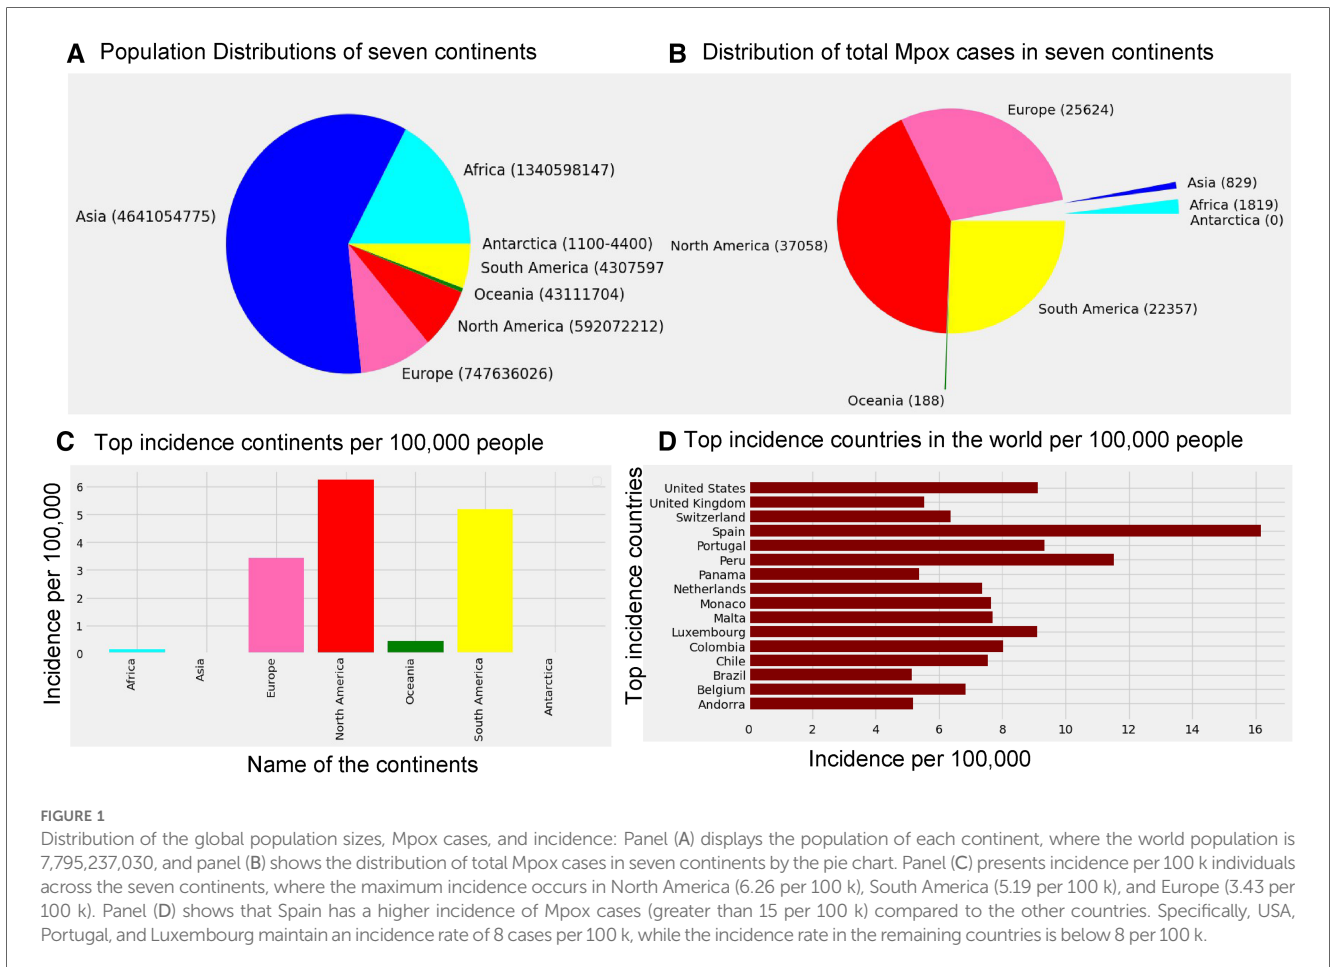 A Population Distributions of seven continents
Asia (4641054775)
Africa (1340598147)
Antarctica (1100-4400)
South America (4307597
Oceania (43111704)
North America (592072212)
Europe (747636026)
B Distribution of total Mpox cases in seven continents
Europe (25624)
Asia (829)
Africa (1819)
Antarctica (0)
North America (37058)
South America (22357)
Oceania (188)
C Top incidence continents per 100,000 people
Incidence per 100,000
6
5
4
3
2
1
0
Africa
Asia
Europe
North America
Oceania
South America
Antarctica
Name of the continents
D Top incidence countries in the world per 100,000 people
Top incidence countries
United States
United Kingdom
Switzerland
Spain
Portugal
Peru
Panama
Netherlands
Monaco
Malta
Luxembourg
Colombia
Chile
Brazil
Belgium
Andorra
0 2 4 6 8 10 12 14 16
Incidence per 100,000
FIGURE 1
Distribution of the global population sizes, Mpox cases, and incidence: Panel (A) displays the population of each continent, where the world population is
7,795,237,030, and panel (B) shows the distribution of total Mpox cases in seven continents by the pie chart. Panel (C) presents incidence per 100 k individuals
across the seven continents, where the maximum incidence occurs in North America (6.26 per 100 k), South America (5.19 per 100 k), and Europe (3.43 per
100 k). Panel (D) shows that Spain has a higher incidence of Mpox cases (greater than 15 per 100 k) compared to the other countries. Specifically, USA,
Portugal, and Luxembourg maintain an incidence rate of 8 cases per 100 k, while the incidence rate in the remaining countries is below 8 per 100 k.